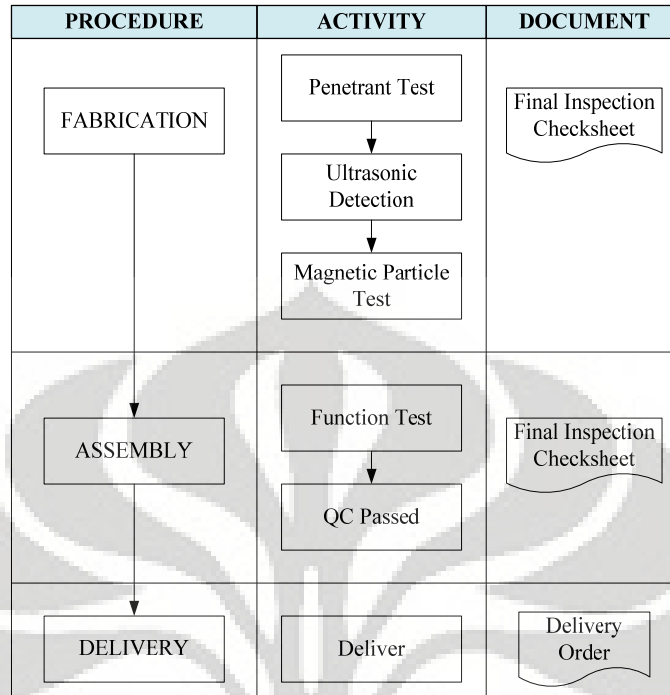 PROCEDURE ACTIVITY DOCUMENT
FABRICATION
Penetrant Test
Ultrasonic
Detection
Magnetic Particle
Test
Final Inspection
Checksheet
ASSEMBLY
Function Test
QC Passed
Final Inspection
Checksheet
DELIVERY
Deliver
Delivery
Order